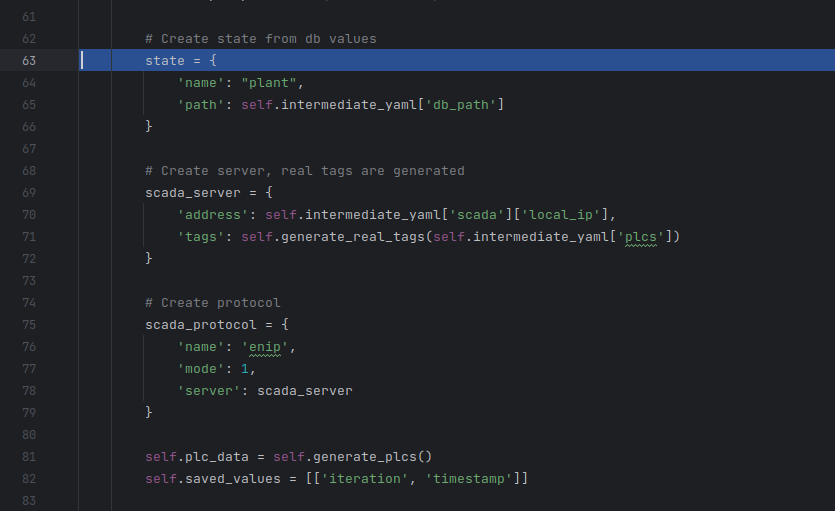 61
62 # Create state from db values
63 state = {
64 'name': "plant",
65 'path': self.intermediate_yaml['db_path']
66 }
67
68 # Create server, real tags are generated
69 scada_server = {
70 'address': self.intermediate_yaml['scada']['local_ip'],
71 'tags': self.generate_real_tags(self.intermediate_yaml['plcs'])
72 }
73
74 # Create protocol
75 scada_protocol = {
76 'name': 'enip',
77 'mode': 1,
78 'server': scada_server
79 }
80
81 self.plc_data = self.generate_plcs()
82 self.saved_values = [['iteration', 'timestamp']]
83